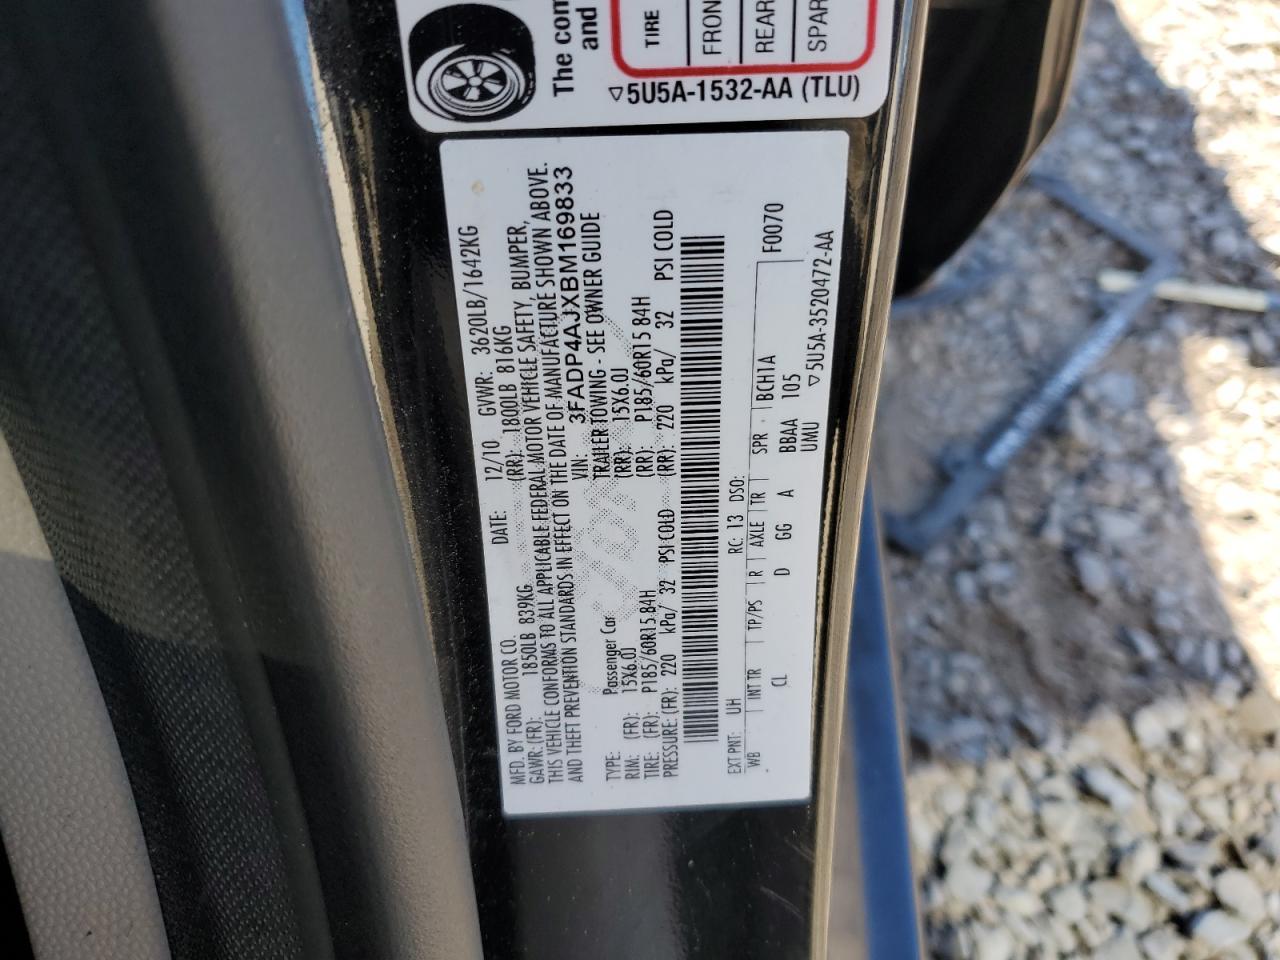 The com
and
TIRE
FRON
REAR
SPAR
▽5U5A-1532-AA (TLU)
MFD. BY FORD MOTOR CO. DATE: 12/10 GVWR: 3620LB/1642KG
GAWR: (FR): 1850LB 839KG (RR): 1800LB 816KG
THIS VEHICLE CONFORMS TO ALL APPLICABLE FEDERAL MOTOR VEHICLE SAFETY, BUMPER,
AND THEFT PREVENTION STANDARDS IN EFFECT ON THE DATE OF MANUFACTURE SHOWN ABOVE.
VIN: 3FADP4AJXBM169833
TYPE: Passenger Car TRAILER TOWING - SEE OWNER GUIDE
RIM: (FR): 15X6.0J (RR): 15X6.0J
TIRE: (FR): P185/60R15 84H (RR): P185/60R15 84H
PRESSURE: (FR): 220 kPa/ 32 PSI COLD (RR): 220 kPa/ 32 PSI COLD
EXT PNT: UH RC: 13 DSO: F0070
WB INT TR TP/PS R AXLE TR SPR BCH1A
CL D GG A BBAA 105
UMU ▽5U5A-3520472-AA